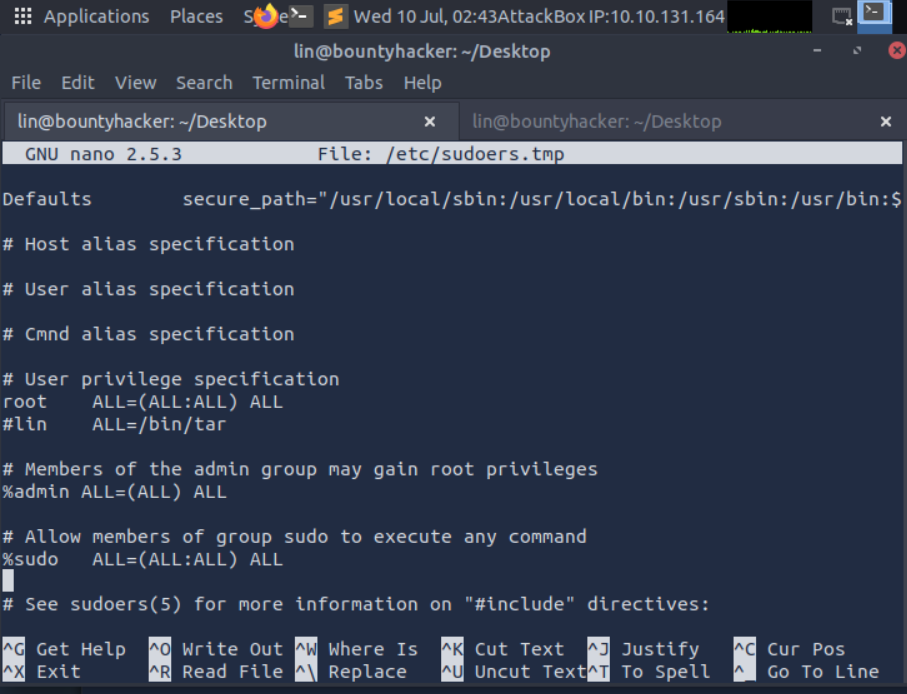 Applications Places Wed 10 Jul, 02:43 AttackBox IP:10.10.131.164
lin@bountyhacker: ~/Desktop
File Edit View Search Terminal Tabs Help
lin@bountyhacker: ~/Desktop × lin@bountyhacker: ~/Desktop ×
GNU nano 2.5.3 File: /etc/sudoers.tmp
Defaults secure_path="/usr/local/sbin:/usr/local/bin:/usr/sbin:/usr/bin:$
# Host alias specification
# User alias specification
# Cmnd alias specification
# User privilege specification
root ALL=(ALL:ALL) ALL
#lin ALL=/bin/tar
# Members of the admin group may gain root privileges
%admin ALL=(ALL) ALL
# Allow members of group sudo to execute any command
%sudo ALL=(ALL:ALL) ALL
# See sudoers(5) for more information on "#include" directives:
^G Get Help ^O Write Out ^W Where Is ^K Cut Text ^J Justify ^C Cur Pos
^X Exit ^R Read File ^\ Replace ^U Uncut Text ^T To Spell ^_ Go To Line